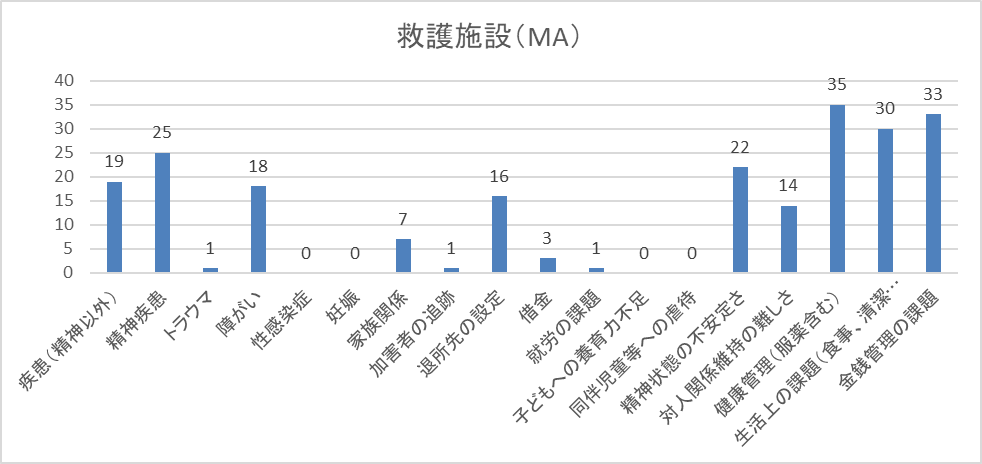 救護施設（MA）
40
35
30
25
20
15
10
5
0
19
25
1
18
0
0
7
1
16
3
1
0
0
22
14
35
30
33
疾患（精神以外）
精神疾患
トラウマ
障がい
性感染症
妊娠
家族関係
加害者の追跡
退所先の設定
借金
就労の課題
子どもへの養育力不足
同伴児童等への虐待
精神状態の不安定さ
対人関係維持の難しさ
健康管理（服薬含む）
生活上の課題（食事、清潔…
金銭管理の課題